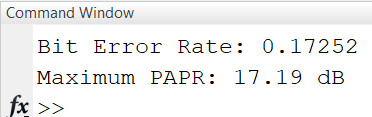 Command Window
Bit Error Rate: 0.17252
Maximum PAPR: 17.19 dB
fx >>